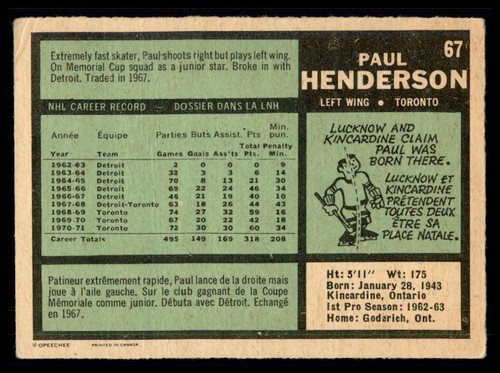 Extremely fast skater, Paul shoots right but plays left wing.
On Memorial Cup squad as a junior star. Broke in with
Detroit. Traded in 1967.
67
PAUL
HENDERSON
LEFT WING • TORONTO
NHL CAREER RECORD — DOSSIER DANS LA LNH
Année Équipe Parties Buts Assist. Pts Min. pun.
Year Team Games Goals Ass'ts Total Pts. Penalty Min.
1962-63 Detroit 2 0 0 0 9
1963-64 Detroit 32 3 3 6 14
1964-65 Detroit 70 8 13 21 30
1965-66 Detroit 69 22 24 46 34
1966-67 Detroit 46 21 19 40 10
1967-68 Detroit-Toronto 63 18 26 44 43
1968-69 Toronto 74 27 32 59 16
1969-70 Toronto 67 20 22 42 18
1970-71 Toronto 72 30 30 60 34
Career Totals 495 149 169 318 208
LUCKNOW AND
KINCARDINE CLAIM
PAUL WAS
BORN THERE.
LUCKNOW ET
KINCARDINE
PRÉTENDENT
TOUTES DEUX
ÊTRE SA
PLACE NATALE.
Patineur extrêmement rapide, Paul lance de la droite mais
joue à l'aile gauche. Sur le club gagnant de la Coupe
Mémoriale comme junior. Débuta avec Détroit. Echangé
en 1967.
Ht: 5'11" Wt: 175
Born: January 28, 1943
Kincardine, Ontario
1st Pro Season: 1962-63
Home: Goderich, Ont.
© OPEECHEE PRINTED IN CANADA